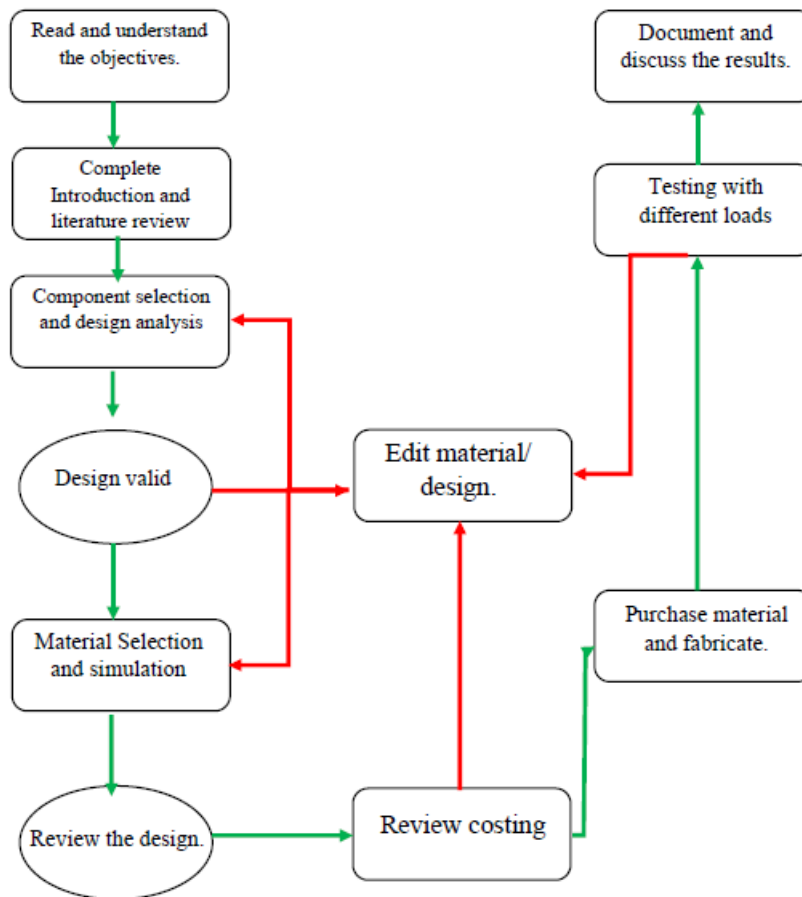 Read and understand
the objectives.
Complete
Introduction and
literature review
Component selection
and design analysis
Design valid
Material Selection
and simulation
Review the design.
Edit material/
design.
Review costing
Document and
discuss the results.
Testing with
different loads
Purchase material
and fabricate.